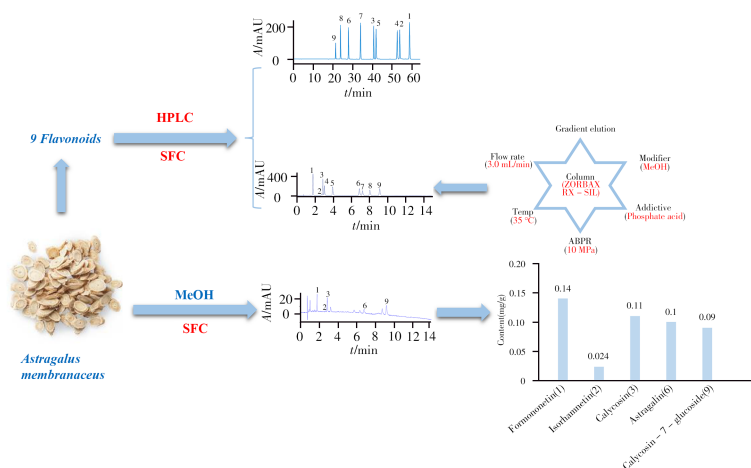 A/mAU
200
0
9
8
6
7
3
5
4
2
1
0 10 20 30 40 50 60
t/min
HPLC
SFC
9 Flavonoids
A/mAU
400
0
1
2
3
4
5
6
7
8
9
0 2 4 6 8 10 12 14
t/min
Gradient elution
Flow rate
(3.0 mL/min)
Modifier
(MeOH)
Column
(ZORBAX
RX – SIL)
Temp
(35 °C)
Addictive
(Phosphate acid)
ABPR
(10 MPa)
MeOH
SFC
Astragalus
membranaceus
A/mAU
20
0
1
2
3
6
9
0 2 4 6 8 10 12 14
t/min
Content(mg/g)
0.20
0.15
0.10
0.05
0
0.14
0.024
0.11
0.1
0.09
Formononetin(1)
Isorhamnetin(2)
Calycosin(3)
Astragalin(6)
Calycosin – 7 – glucoside(9)